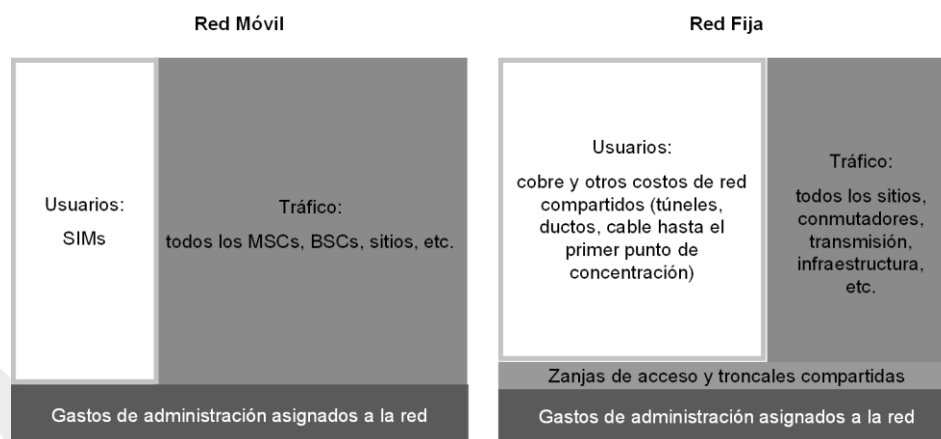 Red Móvil
Usuarios:
SIMs
Tráfico:
todos los MSCs, BSCs, sitios, etc.
Gastos de administración asignados a la red
Red Fija
Usuarios:
cobre y otros costos de red
compartidos (túneles,
ductos, cable hasta el
primer punto de
concentración)
Tráfico:
todos los sitios,
conmutadores,
transmisión,
infraestructura,
etc.
Zanjas de acceso y troncales compartidas
Gastos de administración asignados a la red